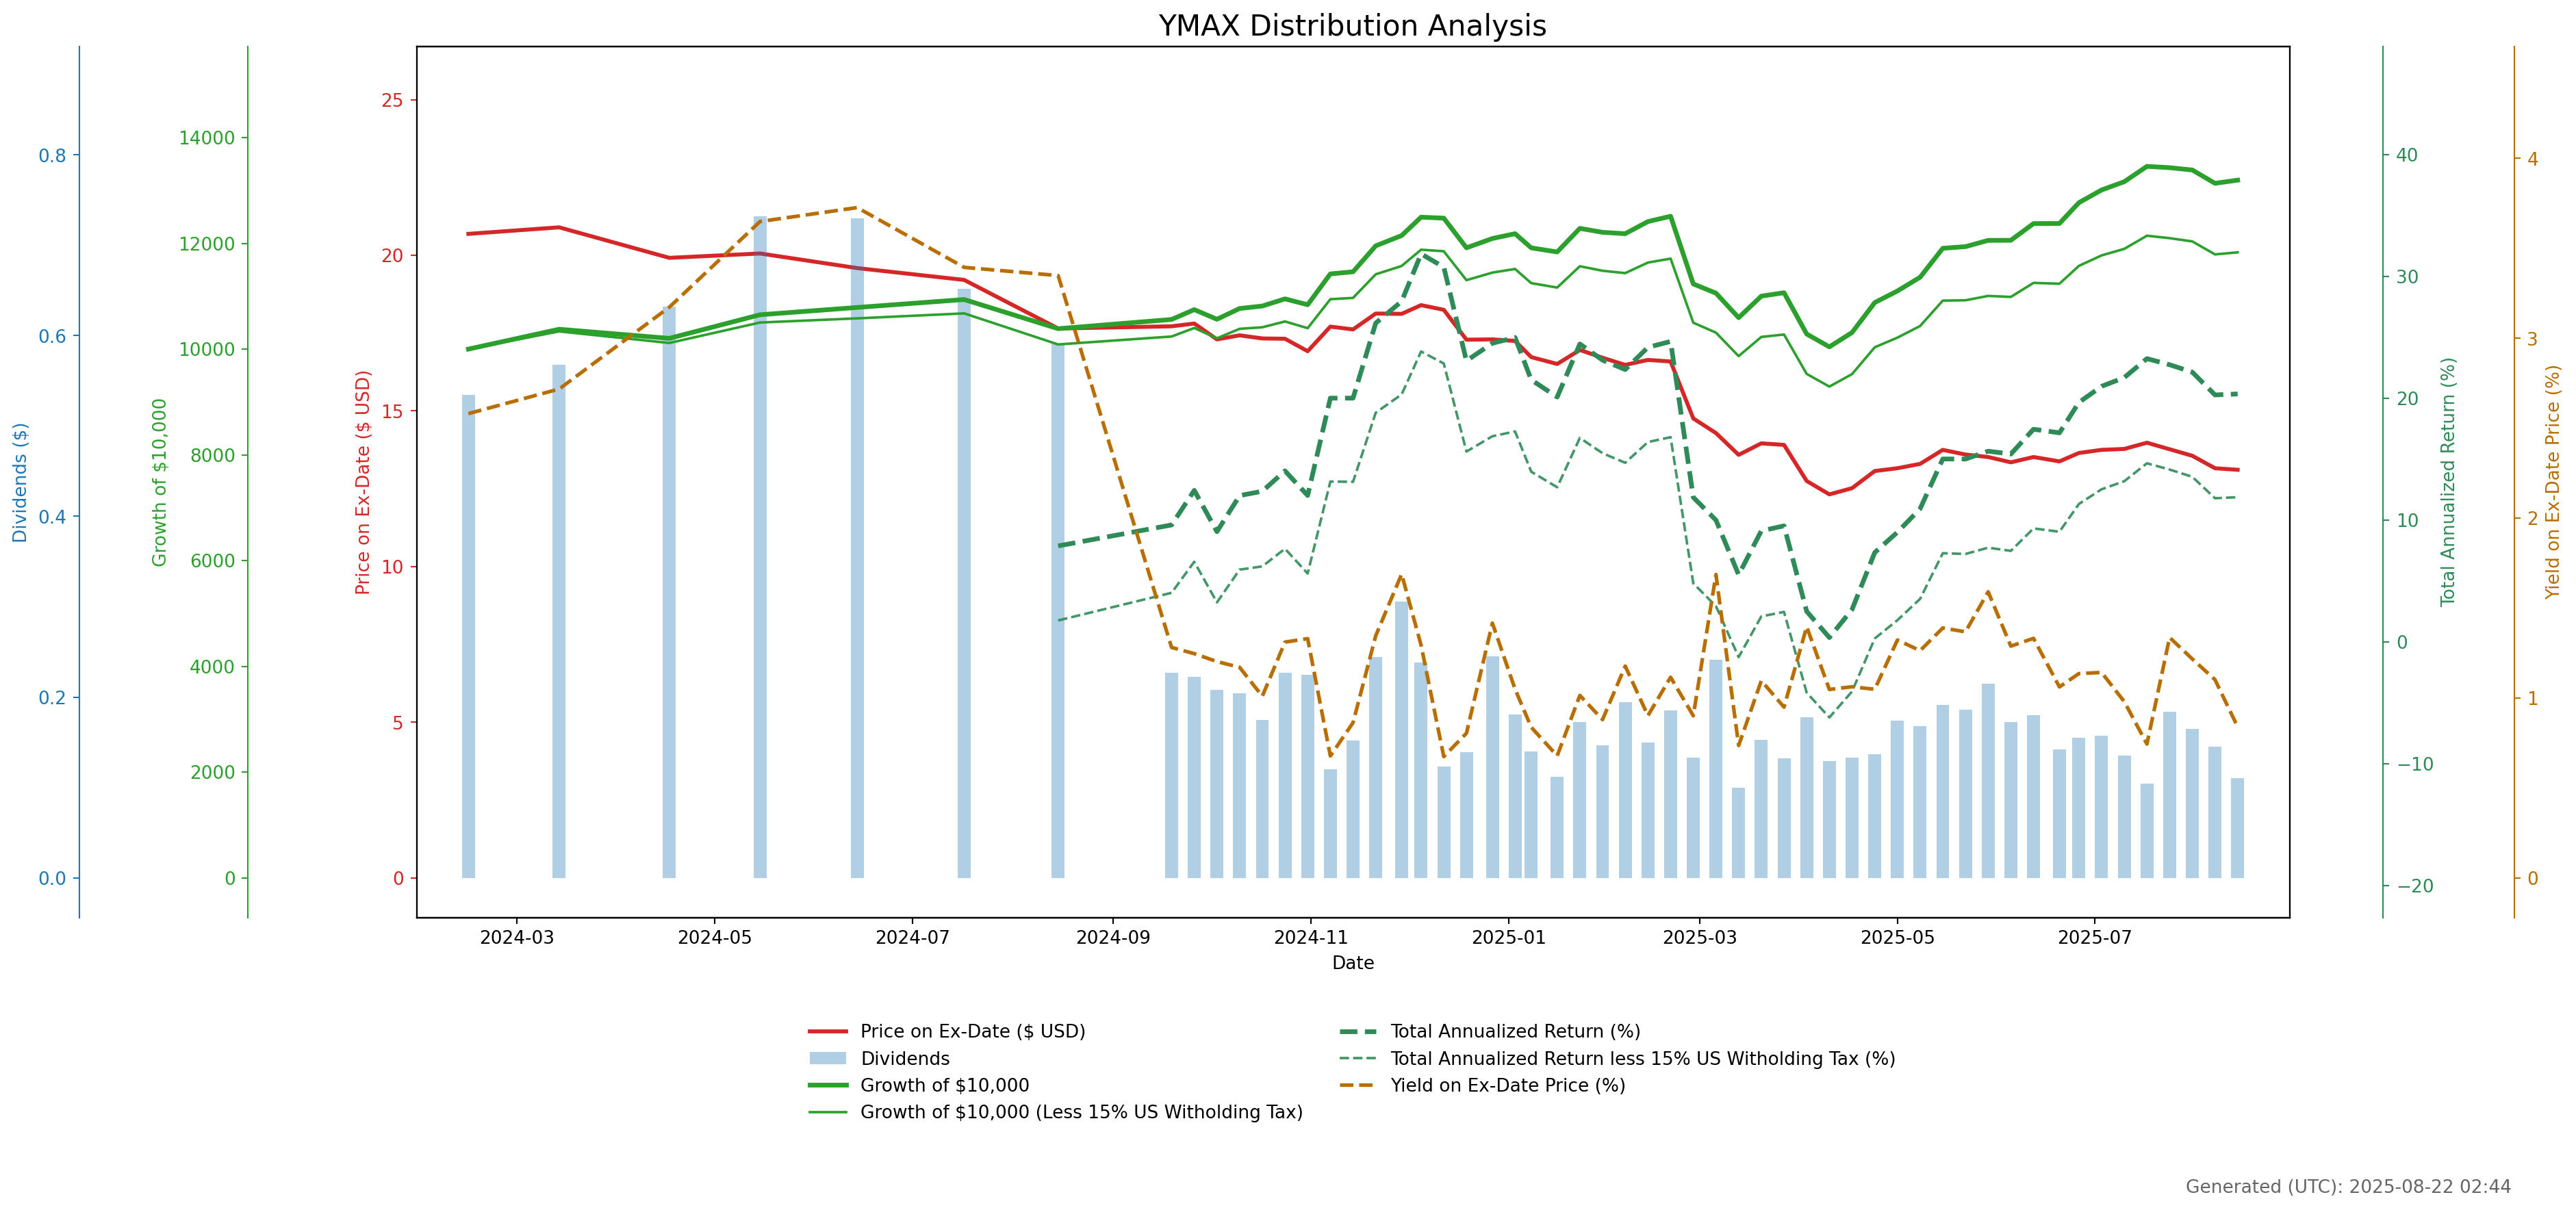 YMAX Distribution Analysis
Dividends ($)
0.8
0.6
0.4
0.2
0.0
Growth of $10,000
14000
12000
10000
8000
6000
4000
2000
0
Price on Ex-Date ($ USD)
25
20
15
10
5
0
Total Annualized Return (%)
40
30
20
10
0
−10
−20
Yield on Ex-Date Price (%)
4
3
2
1
0
2024-03
2024-05
2024-07
2024-09
2024-11
2025-01
2025-03
2025-05
2025-07
Date
Price on Ex-Date ($ USD)
Dividends
Growth of $10,000
Growth of $10,000 (Less 15% US Witholding Tax)
Total Annualized Return (%)
Total Annualized Return less 15% US Witholding Tax (%)
Yield on Ex-Date Price (%)
Generated (UTC): 2025-08-22 02:44